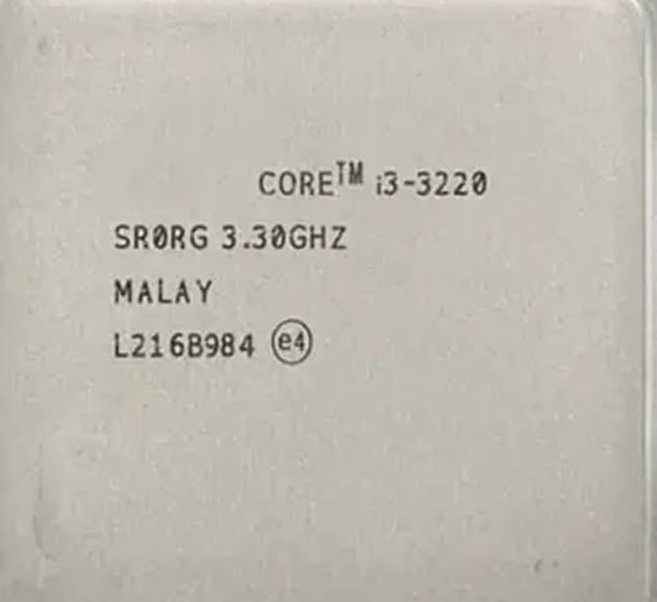 CORE™ i3-3220
SR0RG 3.30GHZ
MALAY
L216B984 e4